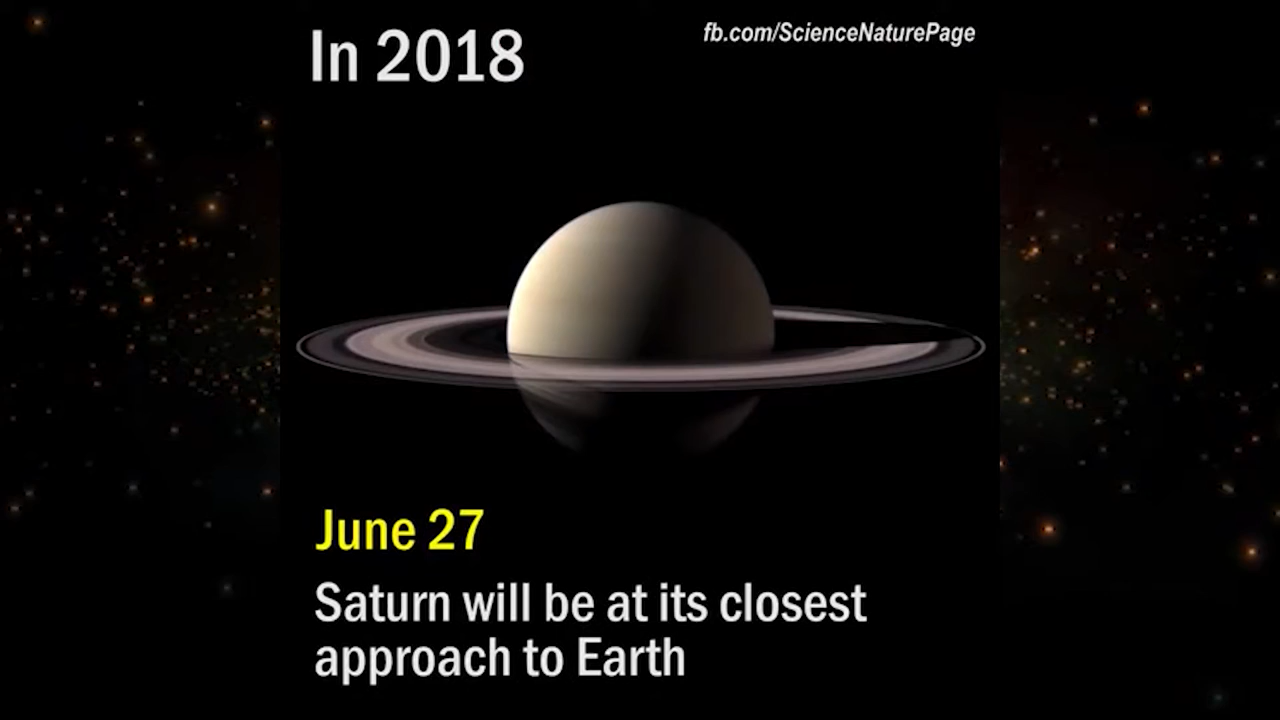 In 2018
fb.com/ScienceNaturePage
June 27
Saturn will be at its closest
approach to Earth